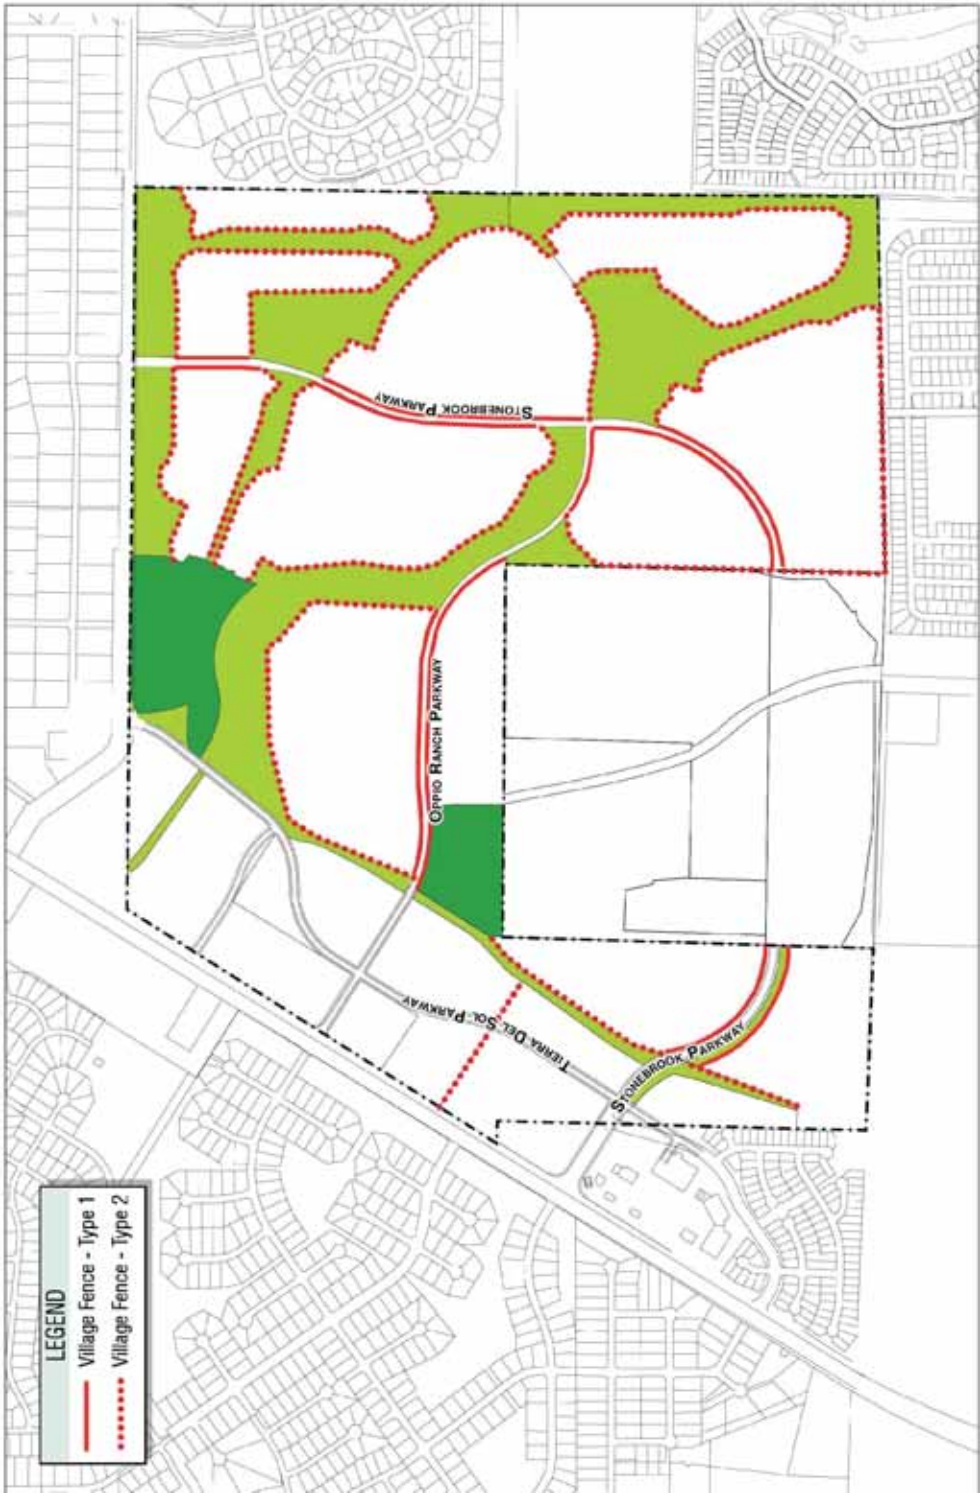 LEGEND
Village Fence - Type 1
Village Fence - Type 2
STONEBROOK PARKWAY
OPPIO RANCH PARKWAY
TIERRA DEL SOL PARKWAY
STONEBROOK PARKWAY